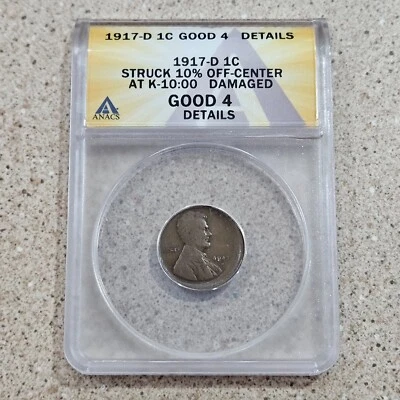 1917-D 1C GOOD 4 DETAILS
1917-D 1C
STRUCK 10% OFF-CENTER
AT K-10:00 DAMAGED
GOOD 4
DETAILS
ANACS